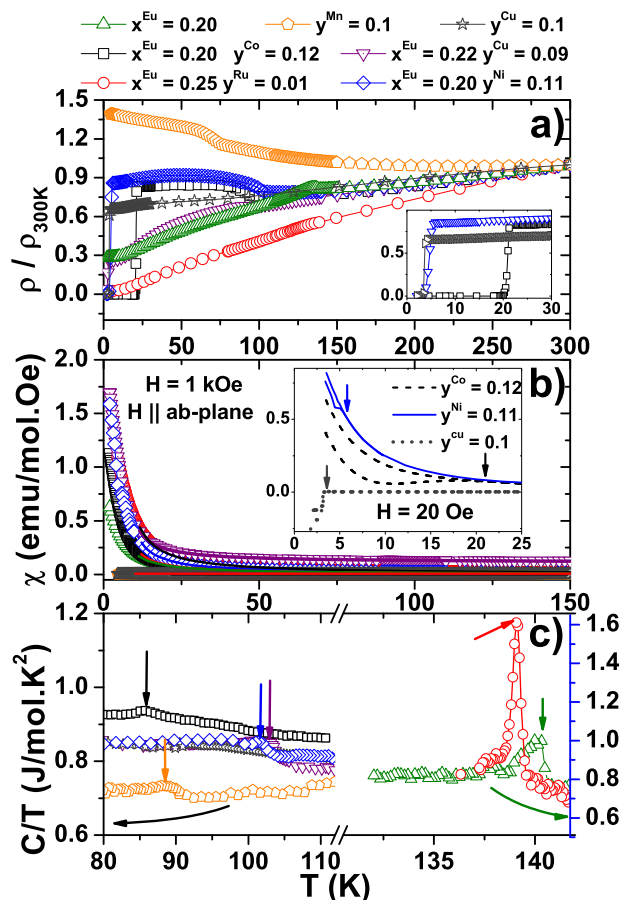 x^Eu = 0.20 y^Mn = 0.1 y^Cu = 0.1
x^Eu = 0.20 y^Co = 0.12 x^Eu = 0.22 y^Cu = 0.09
x^Eu = 0.25 y^Ru = 0.01 x^Eu = 0.20 y^Ni = 0.11
a)
ρ / ρ_300K
1.5
1.2
0.9
0.6
0.3
0.0
0 50 100 150 200 250 300
0.5
0.0
10 20 30
b)
H = 1 kOe
H || ab-plane
χ (emu/mol.Oe)
2.0
1.5
1.0
0.5
0.0
0 50 100 150
y^Co = 0.12
y^Ni = 0.11
y^cu = 0.1
H = 20 Oe
0.5
0.0
0 5 10 15 20 25
c)
C/T (J/mol.K²)
1.2
1.0
0.8
0.6
1.6
1.4
1.2
1.0
0.8
0.6
80 90 100 110 135 140
T (K)